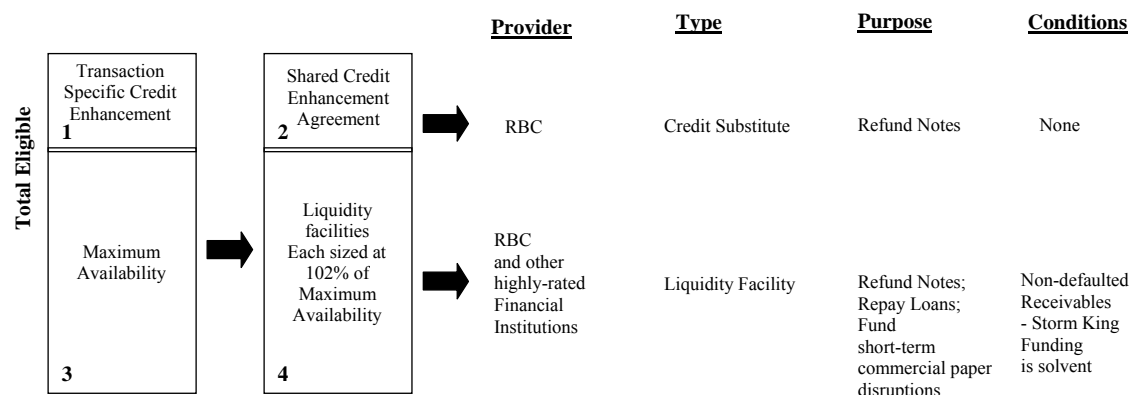 Provider
Type
Purpose
Conditions
Total Eligible
Transaction
Specific Credit
Enhancement
1
Shared Credit
Enhancement
Agreement
2
RBC
Credit Substitute
Refund Notes
None
Maximum
Availability
3
Liquidity
facilities
Each sized at
102% of
Maximum
Availability
4
RBC
and other
highly-rated
Financial
Institutions
Liquidity Facility
Refund Notes;
Repay Loans;
Fund
short-term
commercial paper
disruptions
Non-defaulted
Receivables
- Storm King
Funding
is solvent